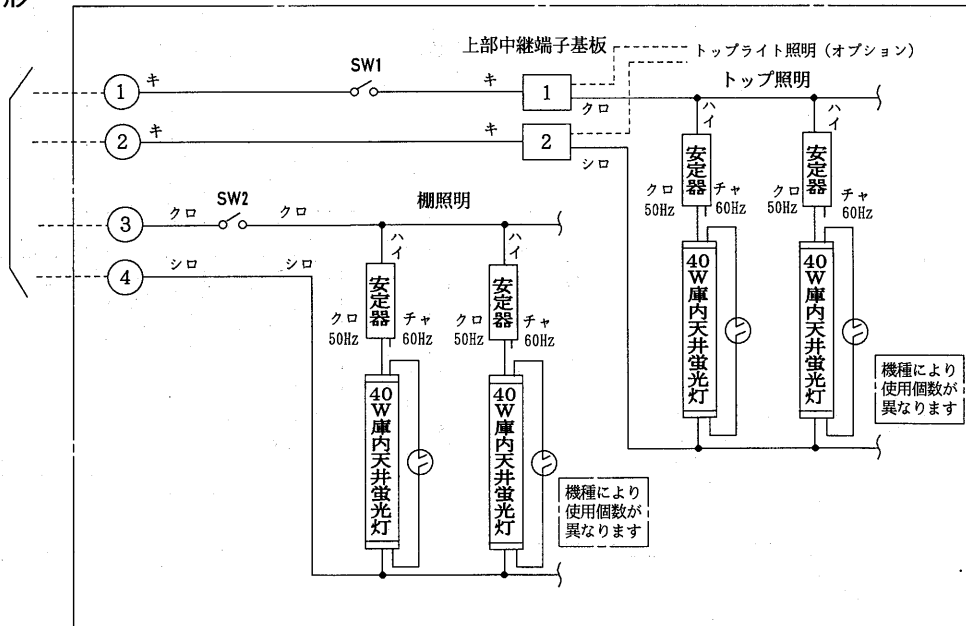 上部中継端子基板
トップライト照明（オプション）
トップ照明
SW1
1
キ
キ
1
クロ
2
キ
キ
2
シロ
ハイ
ハイ
安定器
安定器
クロ
50Hz
チャ
60Hz
クロ
50Hz
チャ
60Hz
40W庫内天井蛍光灯
40W庫内天井蛍光灯
機種により
使用個数が
異なります
SW2
棚照明
3
クロ
クロ
4
シロ
シロ
ハイ
ハイ
安定器
安定器
クロ
50Hz
チャ
60Hz
クロ
50Hz
チャ
60Hz
40W庫内天井蛍光灯
40W庫内天井蛍光灯
機種により
使用個数が
異なります